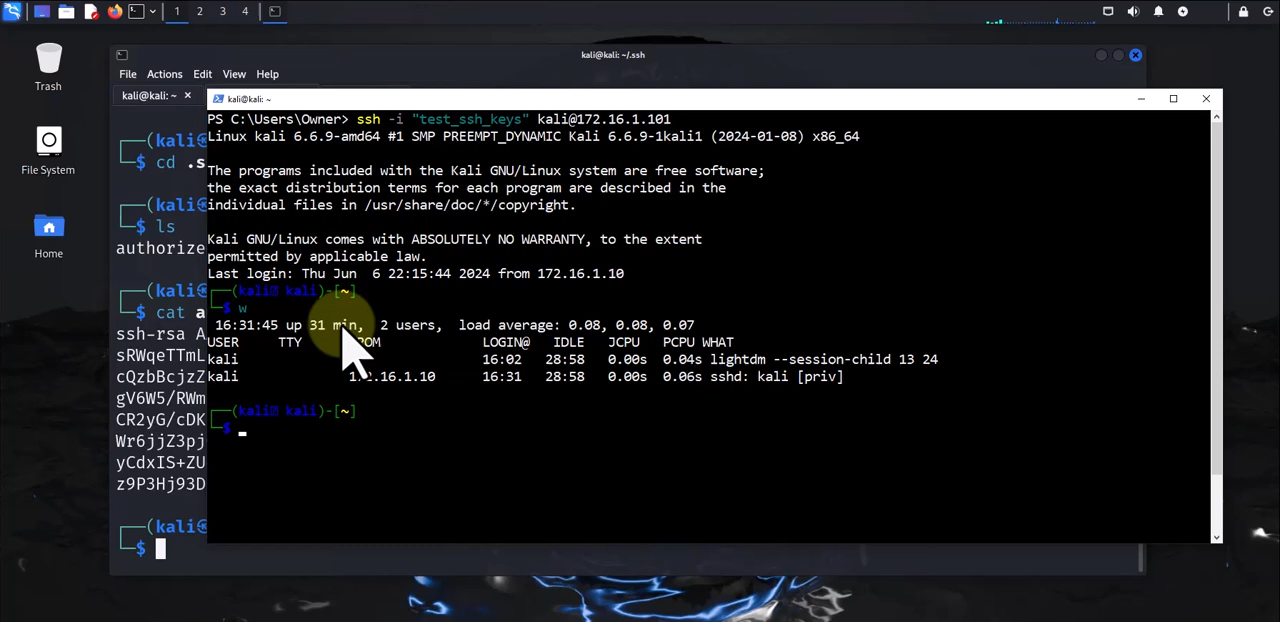 1 2 3 4
Trash
File System
Home
kali@kali: ~/.ssh
File Actions Edit View Help
kali@kali: ~ ×
(kali
$ cd .s
(kali
$ ls
authorize
(kali
$ cat a
ssh-rsa A
sRWqeTTmL
cQzbBcjzZ
gV6W5/RWm
CR2yG/cDK
Wr6jjZ3pj
yCdxIS+ZU
z9P3Hj93D
(kali
$
kali@kali: ~
PS C:\Users\Owner> ssh -i "test_ssh_keys" kali@172.16.1.101
Linux kali 6.6.9-amd64 #1 SMP PREEMPT_DYNAMIC Kali 6.6.9-1kali1 (2024-01-08) x86_64
The programs included with the Kali GNU/Linux system are free software;
the exact distribution terms for each program are described in the
individual files in /usr/share/doc/*/copyright.
Kali GNU/Linux comes with ABSOLUTELY NO WARRANTY, to the extent
permitted by applicable law.
Last login: Thu Jun  6 22:15:44 2024 from 172.16.1.10
(kali kali)-[~]
$ w
16:31:45 up 31 min,  2 users,  load average: 0.08, 0.08, 0.07
USER TTY LOGIN@ IDLE JCPU PCPU WHAT
kali 16:02 28:58 0.00s 0.04s lightdm --session-child 13 24
kali 16:31 28:58 0.00s 0.06s sshd: kali [priv]
(kali kali)-[~]
$